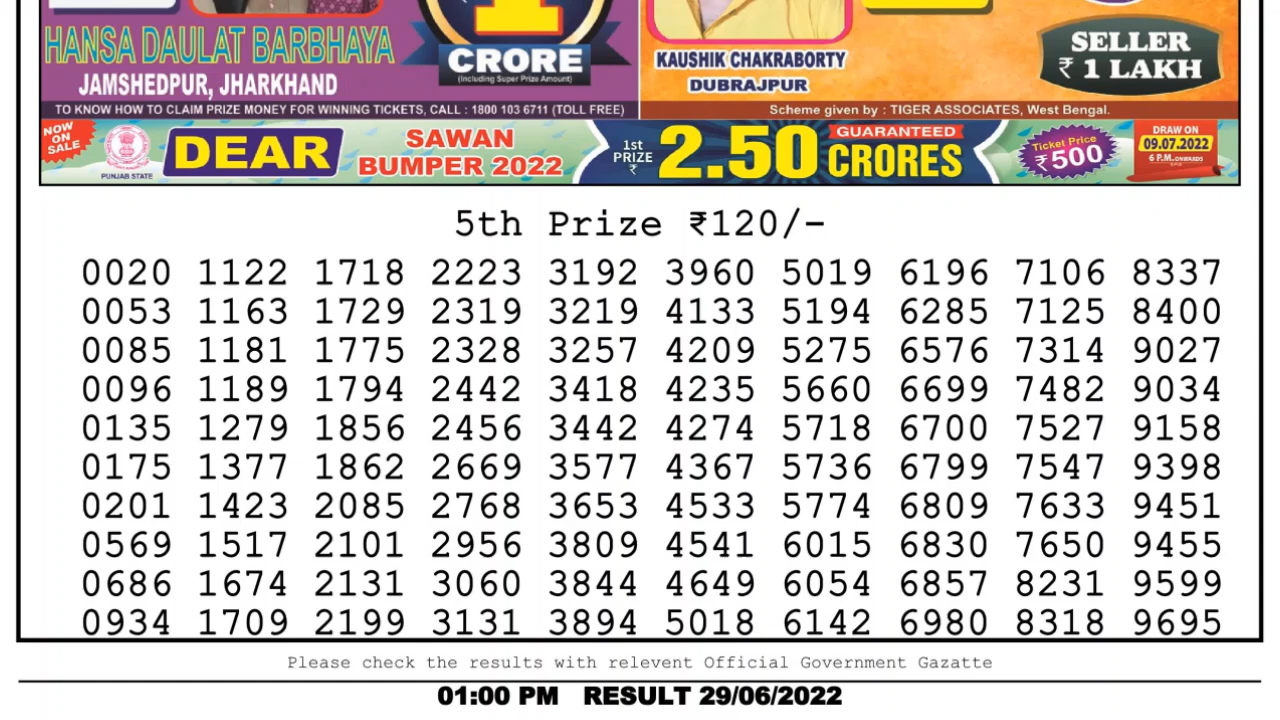 HANSA DAULAT BARBHAYA
JAMSHEDPUR, JHARKHAND
1
CRORE
(Including Super Prize Amount)
KAUSHIK CHAKRABORTY
DUBRAJPUR
SELLER
₹ 1 LAKH
TO KNOW HOW TO CLAIM PRIZE MONEY FOR WINNING TICKETS, CALL : 1800 103 6711 (TOLL FREE)
Scheme given by : TIGER ASSOCIATES, West Bengal.
NOW
ON
SALE
PUNJAB STATE
DEAR
SAWAN
BUMPER 2022
1st
PRIZE
₹
2.50
GUARANTEED
CRORES
Ticket Price
₹500
DRAW ON
09.07.2022
6 P.M. ONWARDS
5th Prize ₹120/-
0020 1122 1718 2223 3192 3960 5019 6196 7106 8337
0053 1163 1729 2319 3219 4133 5194 6285 7125 8400
0085 1181 1775 2328 3257 4209 5275 6576 7314 9027
0096 1189 1794 2442 3418 4235 5660 6699 7482 9034
0135 1279 1856 2456 3442 4274 5718 6700 7527 9158
0175 1377 1862 2669 3577 4367 5736 6799 7547 9398
0201 1423 2085 2768 3653 4533 5774 6809 7633 9451
0569 1517 2101 2956 3809 4541 6015 6830 7650 9455
0686 1674 2131 3060 3844 4649 6054 6857 8231 9599
0934 1709 2199 3131 3894 5018 6142 6980 8318 9695
Please check the results with relevent Official Government Gazatte
01:00 PM RESULT 29/06/2022